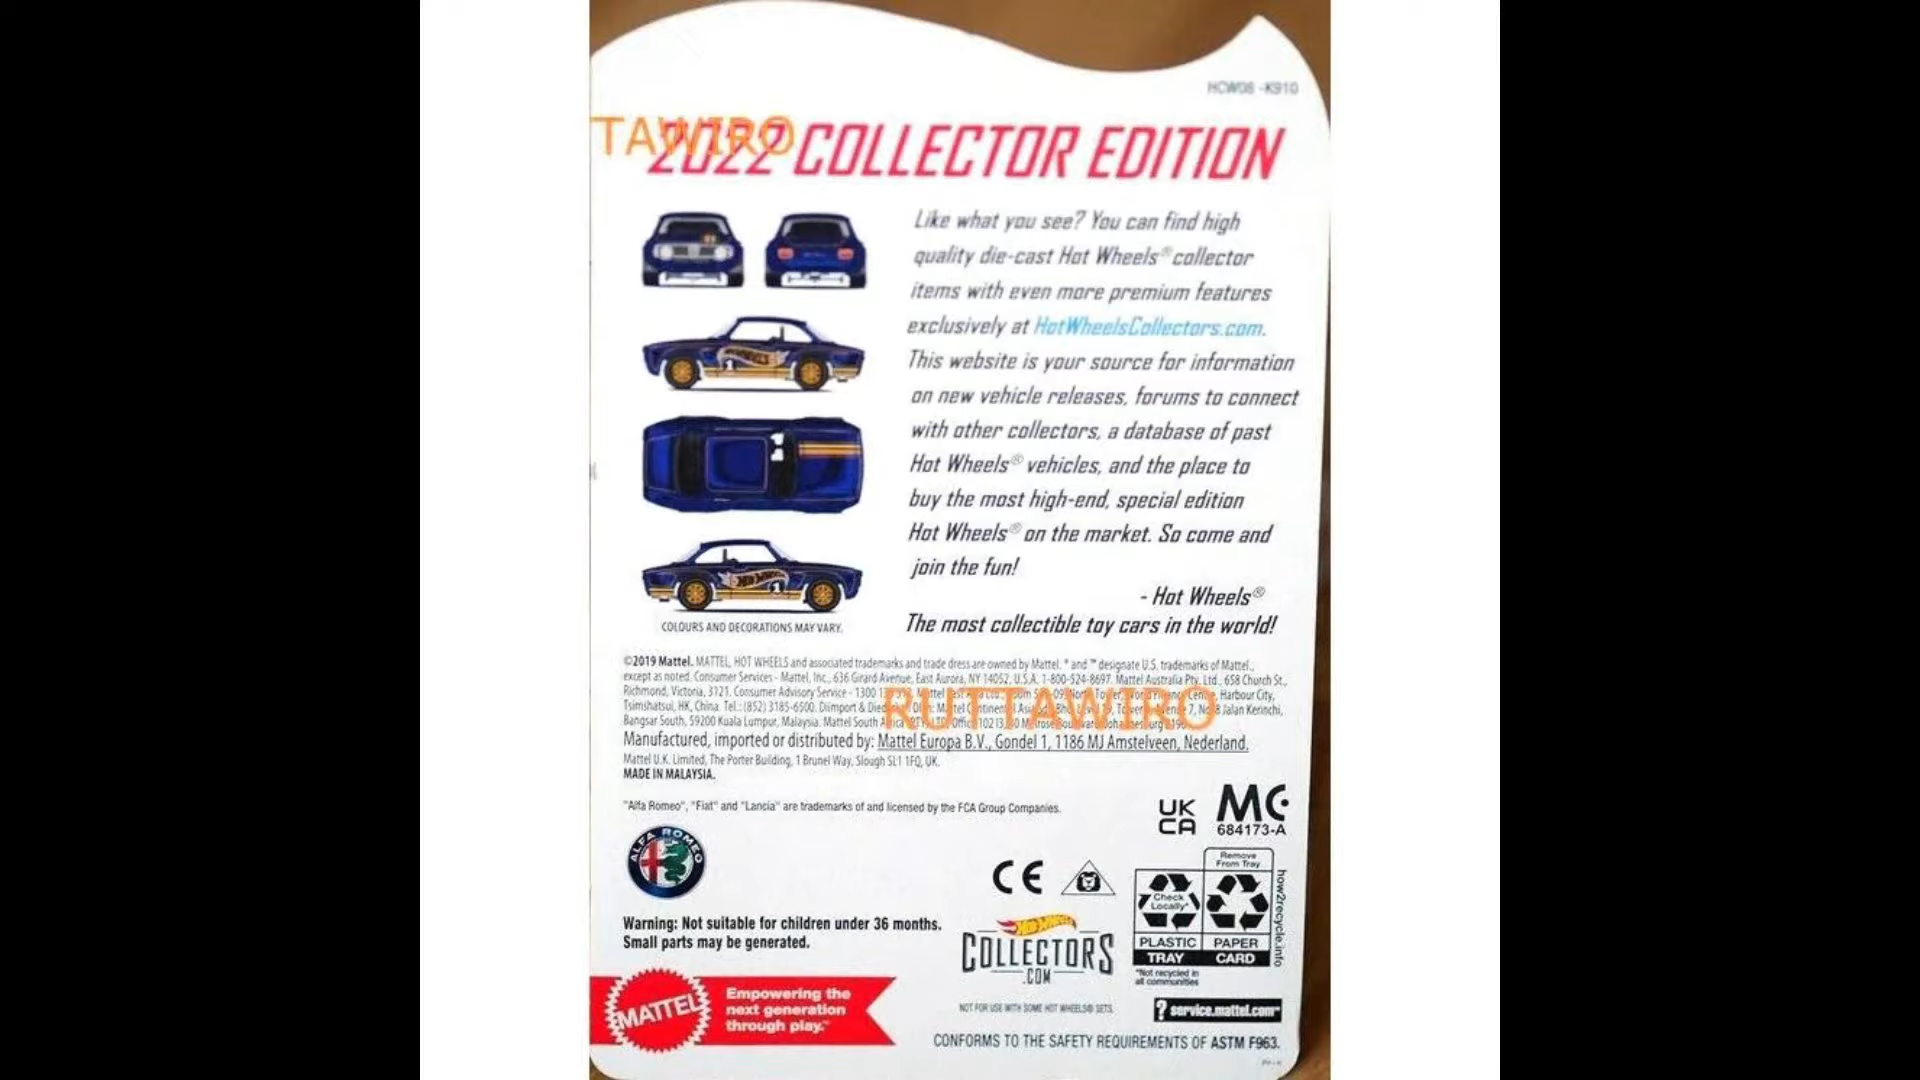 HCW08 -K910
TAWIRO
2022 COLLECTOR EDITION
Like what you see? You can find high
quality die-cast Hot Wheels® collector
items with even more premium features
exclusively at HotWheelsCollectors.com.
This website is your source for information
on new vehicle releases, forums to connect
with other collectors, a database of past
Hot Wheels® vehicles, and the place to
buy the most high-end, special edition
Hot Wheels® on the market. So come and
join the fun!
- Hot Wheels®
The most collectible toy cars in the world!
COLOURS AND DECORATIONS MAY VARY.
©2019 Mattel. MATTEL, HOT WHEELS and associated trademarks and trade dress are owned by Mattel. ® and ™ designate U.S. trademarks of Mattel.,
except as noted. Consumer Services - Mattel, Inc., 636 Girard Avenue, East Aurora, NY 14052, U.S.A. 1-800-524-8697. Mattel Australia Pty. Ltd., 658 Church St.,
Richmond, Victoria, 3121. Consumer Advisory Service - 1300 Mattel North Tower, World Centre, Harbour City,
RUTTAWIRO
Tsimshatsui, HK, China. Tel.: (852) 3185-6500. Diimport & Mattel Jalan Kerinchi,
Bangsar South, 59200 Kuala Lumpur, Malaysia. Mattel South Office
Manufactured, imported or distributed by: Mattel Europa B.V., Gondel 1, 1186 MJ Amstelveen, Nederland.
Mattel U.K. Limited, The Porter Building, 1 Brunel Way, Slough SL1 1FQ, UK.
MADE IN MALAYSIA.
"Alfa Romeo", "Fiat" and "Lancia" are trademarks of and licensed by the FCA Group Companies.
ALFA ROMEO
UK
CA
MC
684173-A
CE
Remove
From Tray
Check
Locally*
PLASTIC
PAPER
TRAY
CARD
how2recycle.info
*Not recycled in
all communities
Warning: Not suitable for children under 36 months.
Small parts may be generated.
HOT WHEELS
COLLECTORS
.COM
MATTEL
Empowering the
next generation
through play.™
NOT FOR USE WITH SOME HOT WHEELS® SETS.
? service.mattel.com
CONFORMS TO THE SAFETY REQUIREMENTS OF ASTM F963.